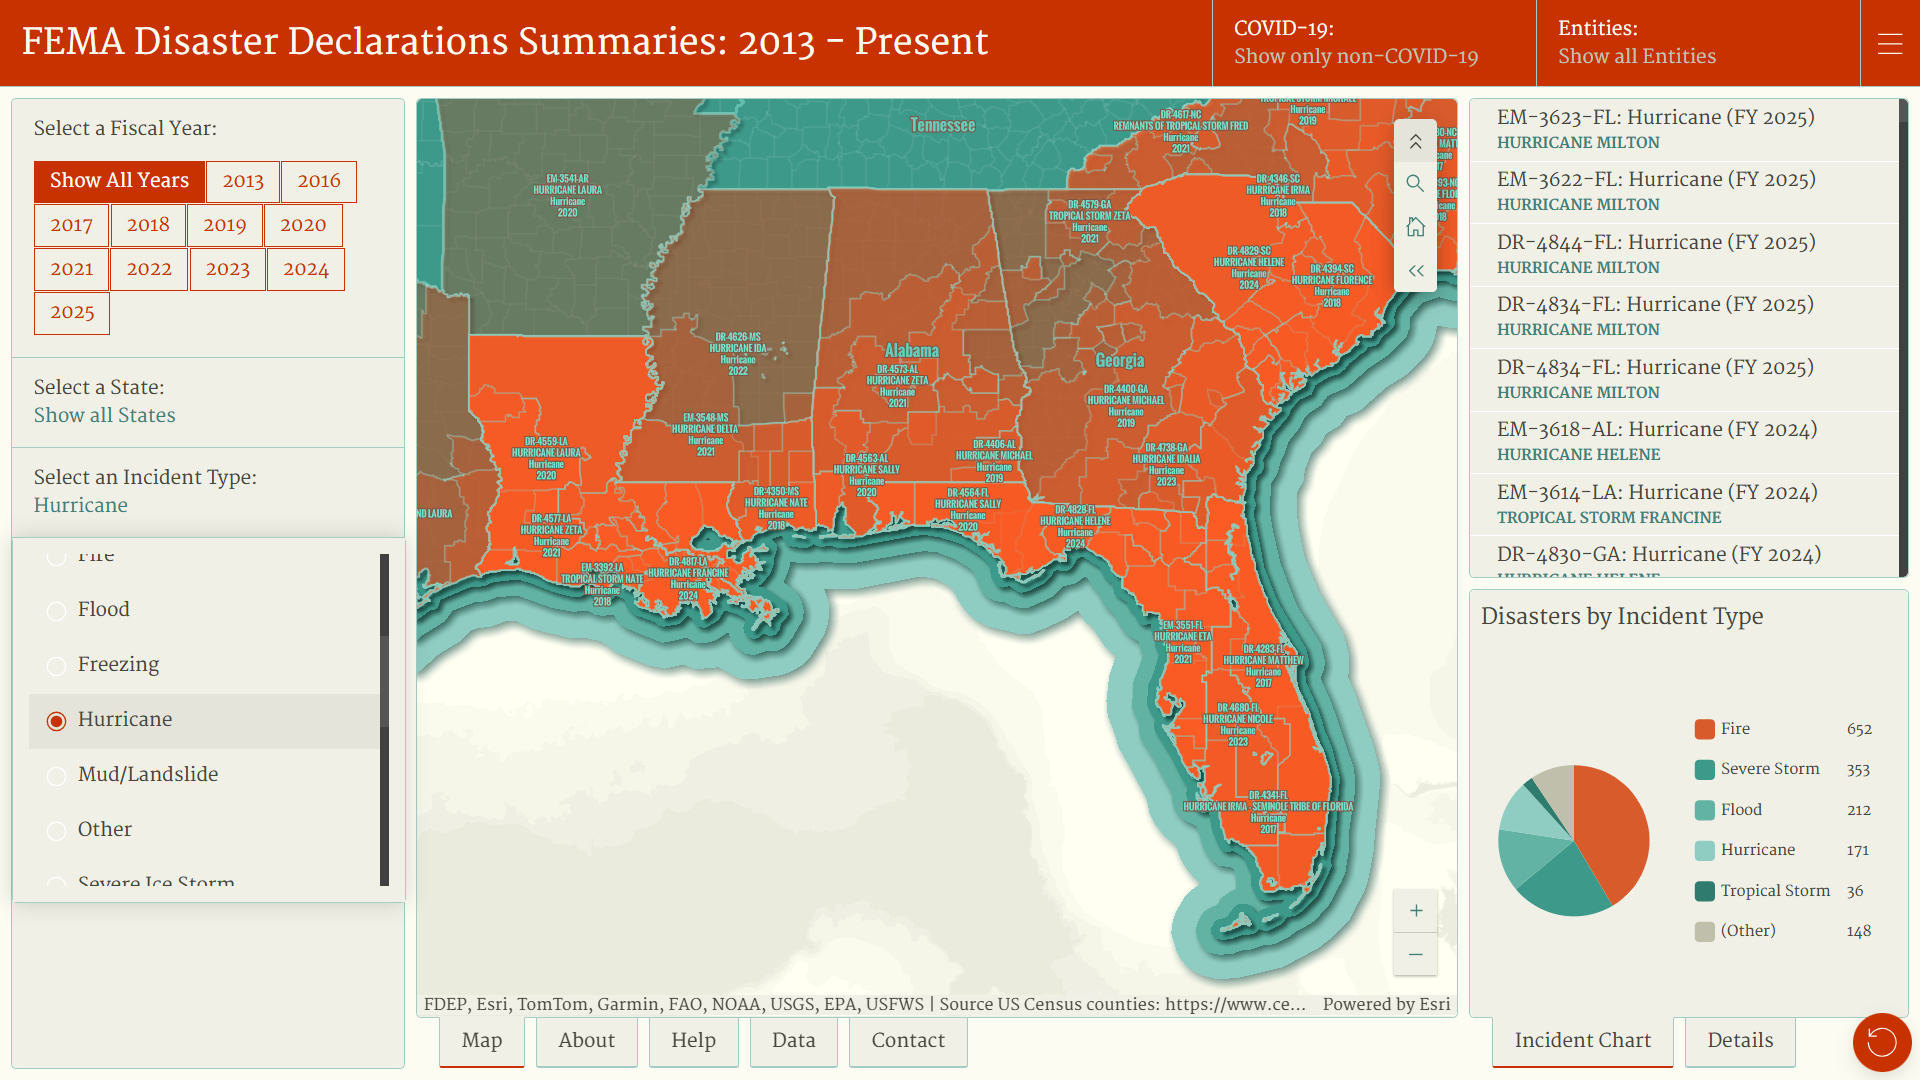 FEMA Disaster Declarations Summaries: 2013 - Present
COVID-19:
Show only non-COVID-19
Entities:
Show all Entities
Select a Fiscal Year:
Show All Years
2013
2016
2017
2018
2019
2020
2021
2022
2023
2024
2025
Select a State:
Show all States
Select an Incident Type:
Hurricane
Fire
Flood
Freezing
Hurricane
Mud/Landslide
Other
Severe Ice Storm
Tennessee
EM-3541-AR
HURRICANE LAURA
Hurricane
2020
DR-4617-NC
REMNANTS OF TROPICAL STORM FRED
Hurricane
2021
Hurricane
2019
DR-4346-SC
HURRICANE IRMA
Hurricane
2018
DR-4579-GA
TROPICAL STORM ZETA
Hurricane
2021
DR-4829-SC
HURRICANE HELENE
Hurricane
2024
DR-4394-SC
HURRICANE FLORENCE
Hurricane
2018
DR-4626-MS
HURRICANE IDA
Hurricane
2022
Alabama
DR-4573-AL
HURRICANE ZETA
Hurricane
2021
Georgia
DR-4400-GA
HURRICANE MICHAEL
Hurricane
2019
EM-3548-MS
HURRICANE DELTA
Hurricane
2021
DR-4559-LA
HURRICANE LAURA
Hurricane
2020
DR-4563-AL
HURRICANE SALLY
Hurricane
2020
DR-4406-AL
HURRICANE MICHAEL
Hurricane
2019
DR-4738-GA
HURRICANE IDALIA
Hurricane
2023
DR-4350-MS
HURRICANE NATE
Hurricane
2018
DR-4564-FL
HURRICANE SALLY
Hurricane
2020
ND LAURA
DR-4577-LA
HURRICANE ZETA
Hurricane
2021
DR-4828-FL
HURRICANE HELENE
Hurricane
2024
EM-3392-LA
TROPICAL STORM NATE
Hurricane
2018
DR-4817-LA
HURRICANE FRANCINE
Hurricane
2024
EM-3551-FL
HURRICANE ETA
Hurricane
2021
DR-4283-FL
HURRICANE MATTHEW
Hurricane
2017
DR-4680-FL
HURRICANE NICOLE
Hurricane
2023
DR-4341-FL
HURRICANE IRMA - SEMINOLE TRIBE OF FLORIDA
Hurricane
2017
FDEP, Esri, TomTom, Garmin, FAO, NOAA, USGS, EPA, USFWS | Source US Census counties: https://www.ce...
Powered by Esri
Map
About
Help
Data
Contact
EM-3623-FL: Hurricane (FY 2025)
HURRICANE MILTON
EM-3622-FL: Hurricane (FY 2025)
HURRICANE MILTON
DR-4844-FL: Hurricane (FY 2025)
HURRICANE MILTON
DR-4834-FL: Hurricane (FY 2025)
HURRICANE MILTON
DR-4834-FL: Hurricane (FY 2025)
HURRICANE MILTON
EM-3618-AL: Hurricane (FY 2024)
HURRICANE HELENE
EM-3614-LA: Hurricane (FY 2024)
TROPICAL STORM FRANCINE
DR-4830-GA: Hurricane (FY 2024)
HURRICANE HELENE
Disasters by Incident Type
Fire 652
Severe Storm 353
Flood 212
Hurricane 171
Tropical Storm 36
(Other) 148
Incident Chart
Details